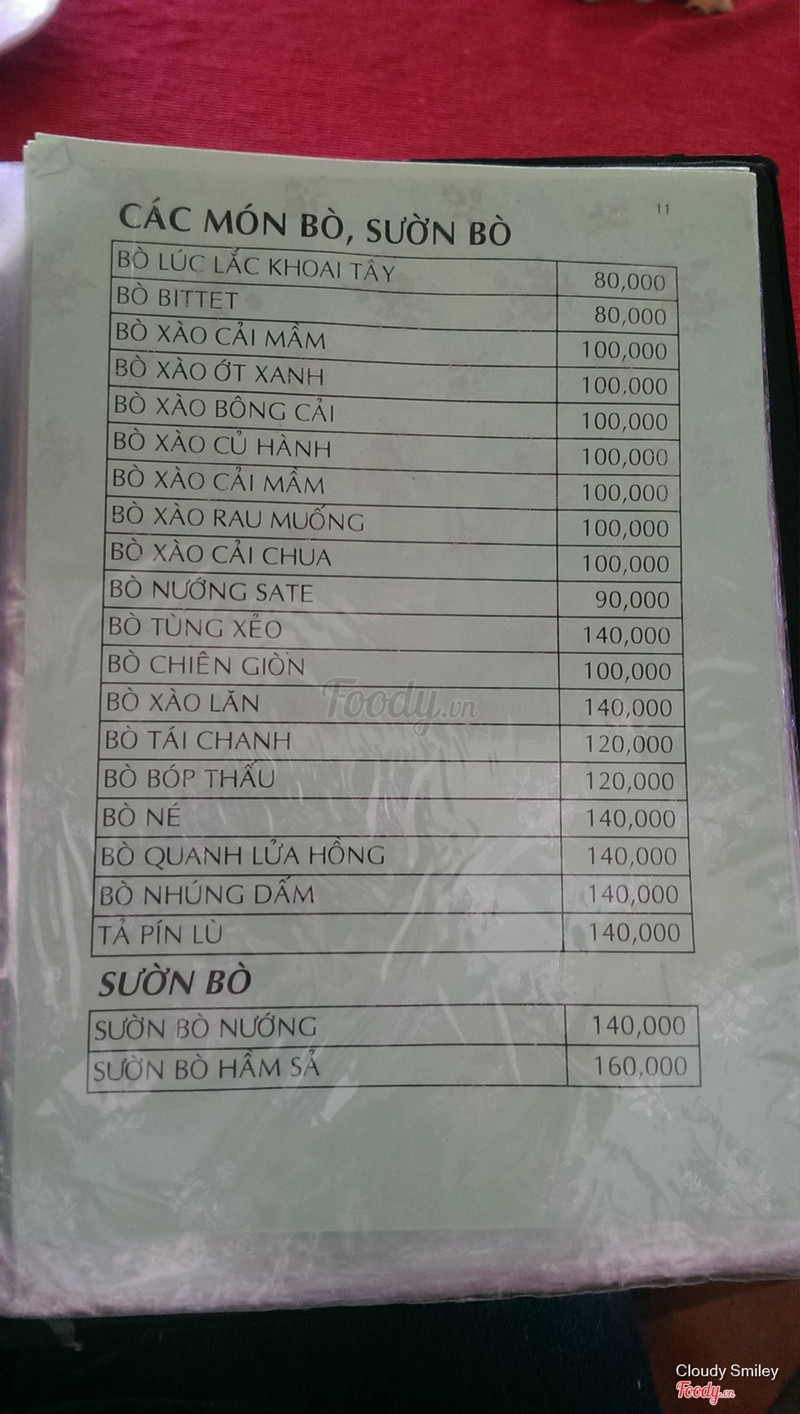 11
CÁC MÓN BÒ, SƯỜN BÒ
BÒ LÚC LẮC KHOAI TÂY 80,000
BÒ BITTET 80,000
BÒ XÀO CẢI MẦM 100,000
BÒ XÀO ỚT XANH 100,000
BÒ XÀO BÔNG CẢI 100,000
BÒ XÀO CỦ HÀNH 100,000
BÒ XÀO CẢI MẦM 100,000
BÒ XÀO RAU MUỐNG 100,000
BÒ XÀO CẢI CHUA 100,000
BÒ NƯỚNG SATE 90,000
BÒ TÙNG XẺO 140,000
BÒ CHIÊN GIÒN 100,000
BÒ XÀO LĂN 140,000
BÒ TÁI CHANH 120,000
BÒ BÓP THẤU 120,000
BÒ NÉ 140,000
BÒ QUANH LỬA HỒNG 140,000
BÒ NHÚNG DẤM 140,000
TẢ PÍN LÙ 140,000
SƯỜN BÒ
SƯỜN BÒ NƯỚNG 140,000
SƯỜN BÒ HẦM SẢ 160,000
Foody.vn
Cloudy Smiley
Foody.vn